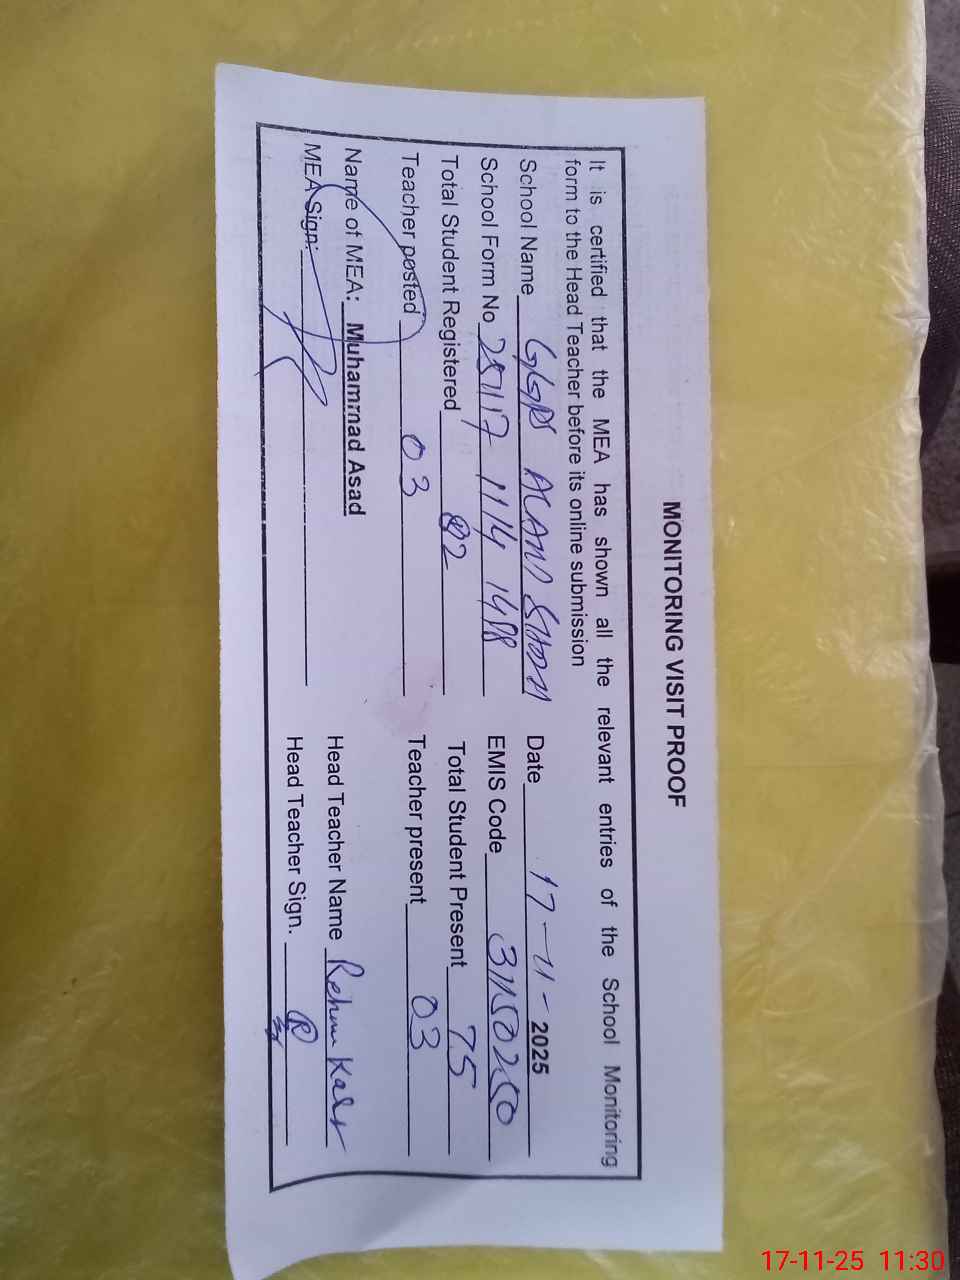 MONITORING VISIT PROOF
It is certified that the MEA has shown all the relevant entries of the School Monitoring
form to the Head Teacher before its online submission
School Name GGPS Date 17-11-2025
School Form No 25117 1114 1488 EMIS Code
Total Student Registered 82 Total Student Present 75
Teacher posted 03 Teacher present 03
Name of MEA: Muhammad Asad Head Teacher Name
MEA Sign: Head Teacher Sign.
17-11-25 11:30